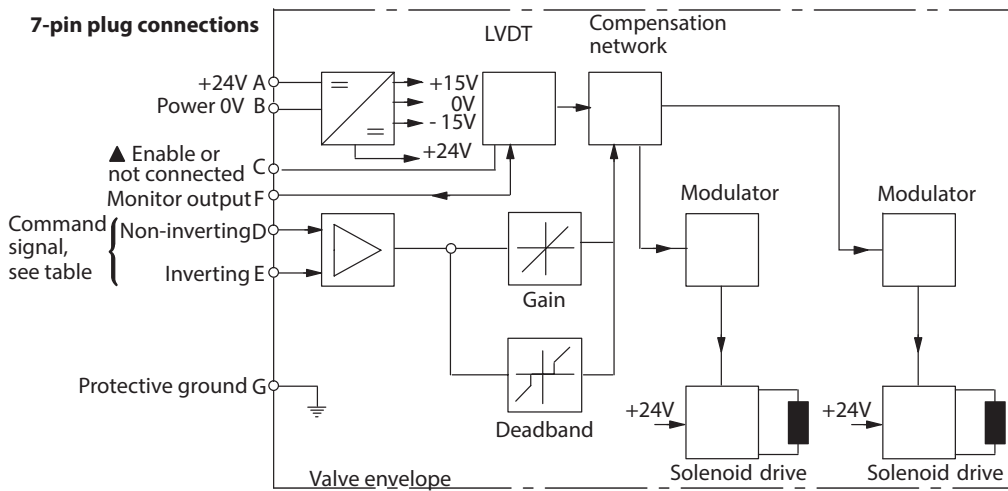 7-pin plug connections
LVDT
Compensation
network
+24V A
Power 0V B
+15V
0V
- 15V
+24V
▲ Enable or
not connected C
Monitor output F
Modulator
Modulator
Command
signal,
see table
Non-inverting D
Inverting E
Gain
Protective ground G
+24V
+24V
Deadband
Solenoid drive
Solenoid drive
Valve envelope